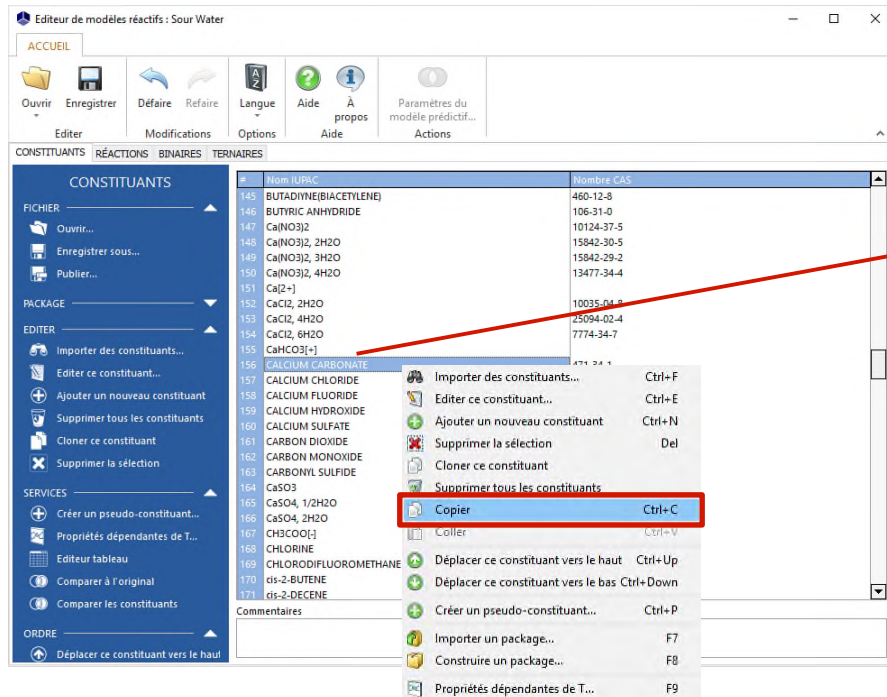 Editeur de modèles réactifs : Sour Water
ACCUEIL
Ouvrir Enregistrer Défaire Refaire Langue Aide À propos Paramètres du modèle prédictif...
Editer Modifications Options Aide Actions
CONSTITUANTS RÉACTIONS BINAIRES TERNAIRES
CONSTITUANTS
FICHIER
Ouvrir...
Enregistrer sous...
Publier...
PACKAGE
EDITER
Importer des constituants...
Editer ce constituant...
Ajouter un nouveau constituant
Supprimer tous les constituants
Cloner ce constituant
Supprimer la sélection
SERVICES
Créer un pseudo-constituant...
Propriétés dépendantes de T...
Editeur tableau
Comparer à l'original
Comparer les constituants
ORDRE
Déplacer ce constituant vers le haut
# Nom IUPAC Nombre CAS
145 BUTADIYNE(BIACETYLENE) 460-12-8
146 BUTYRIC ANHYDRIDE 106-31-0
147 Ca(NO3)2 10124-37-5
148 Ca(NO3)2, 2H2O 15842-30-5
149 Ca(NO3)2, 3H2O 15842-29-2
150 Ca(NO3)2, 4H2O 13477-34-4
151 Ca[2+]
152 CaCl2, 2H2O 10035-04-8
153 CaCl2, 4H2O 25094-02-4
154 CaCl2, 6H2O 7774-34-7
155 CaHCO3[+]
156 CALCIUM CARBONATE 471-34-1
157 CALCIUM CHLORIDE
158 CALCIUM FLUORIDE
159 CALCIUM HYDROXIDE
160 CALCIUM SULFATE
161 CARBON DIOXIDE
162 CARBON MONOXIDE
163 CARBONYL SULFIDE
164 CaSO3
165 CaSO4, 1/2H2O
166 CaSO4, 2H2O
167 CH3COO[-]
168 CHLORINE
169 CHLORODIFLUOROMETHANE
170 cis-2-BUTENE
171 cis-2-DECENE
Commentaires
Importer des constituants... Ctrl+F
Editer ce constituant... Ctrl+E
Ajouter un nouveau constituant Ctrl+N
Supprimer la sélection Del
Cloner ce constituant
Supprimer tous les constituants
Copier Ctrl+C
Coller Ctrl+V
Déplacer ce constituant vers le haut Ctrl+Up
Déplacer ce constituant vers le bas Ctrl+Down
Créer un pseudo-constituant... Ctrl+P
Importer un package... F7
Construire un package... F8
Propriétés dépendantes de T... F9